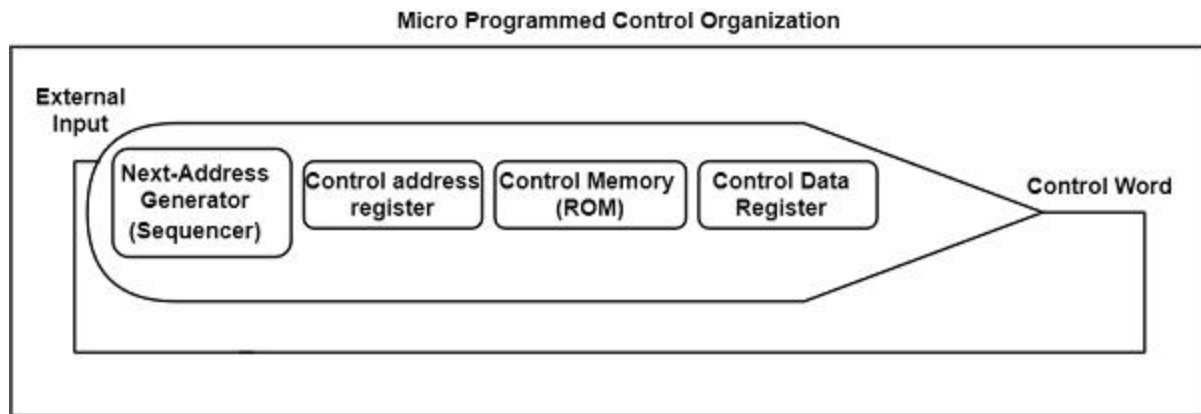 Micro Programmed Control Organization
External
Input
Next-Address
Generator
(Sequencer)
Control address
register
Control Memory
(ROM)
Control Data
Register
Control Word